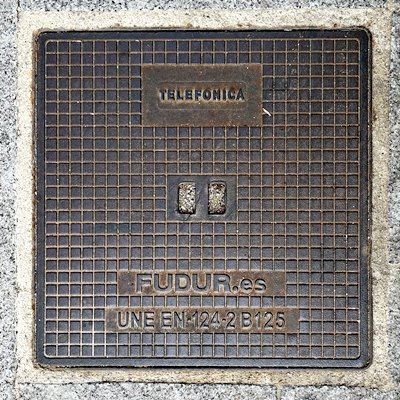 TELEFONICA
FUDUR.es
UNE EN-124-2 B125